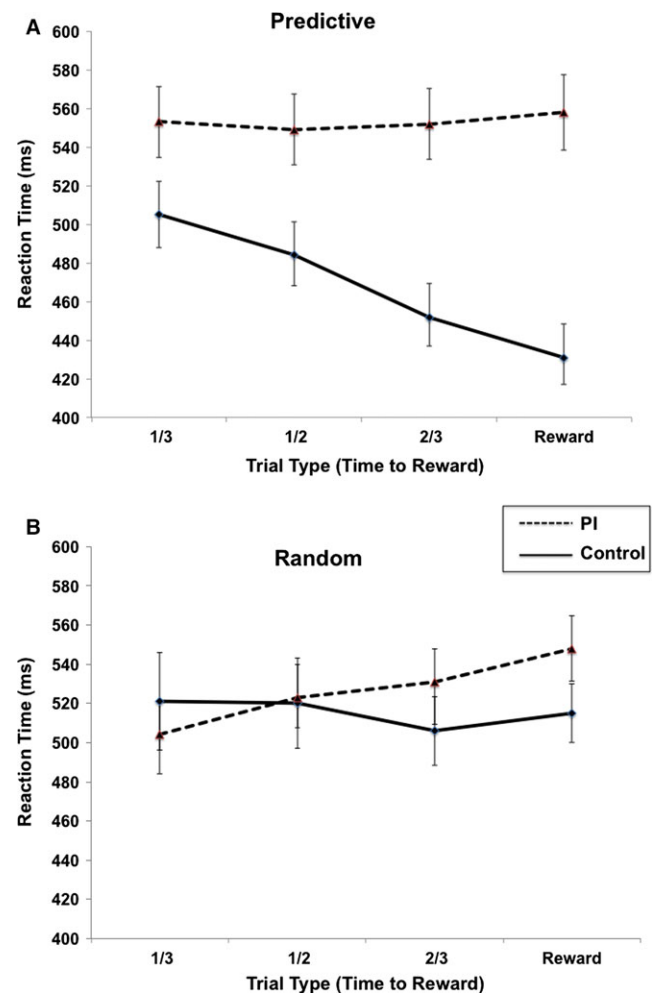 A
Predictive
Reaction Time (ms)
600
580
560
540
520
500
480
460
440
420
400
1/3 1/2 2/3 Reward
Trial Type (Time to Reward)
PI
Control
B
Random
Reaction Time (ms)
600
580
560
540
520
500
480
460
440
420
400
1/3 1/2 2/3 Reward
Trial Type (Time to Reward)